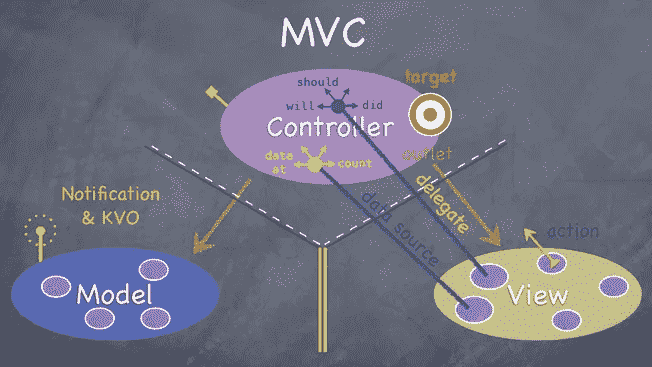 MVC
should
target
will
did
Controller
data
at
count
outlet
Notification
& KVO
delegate
data source
action
Model
View